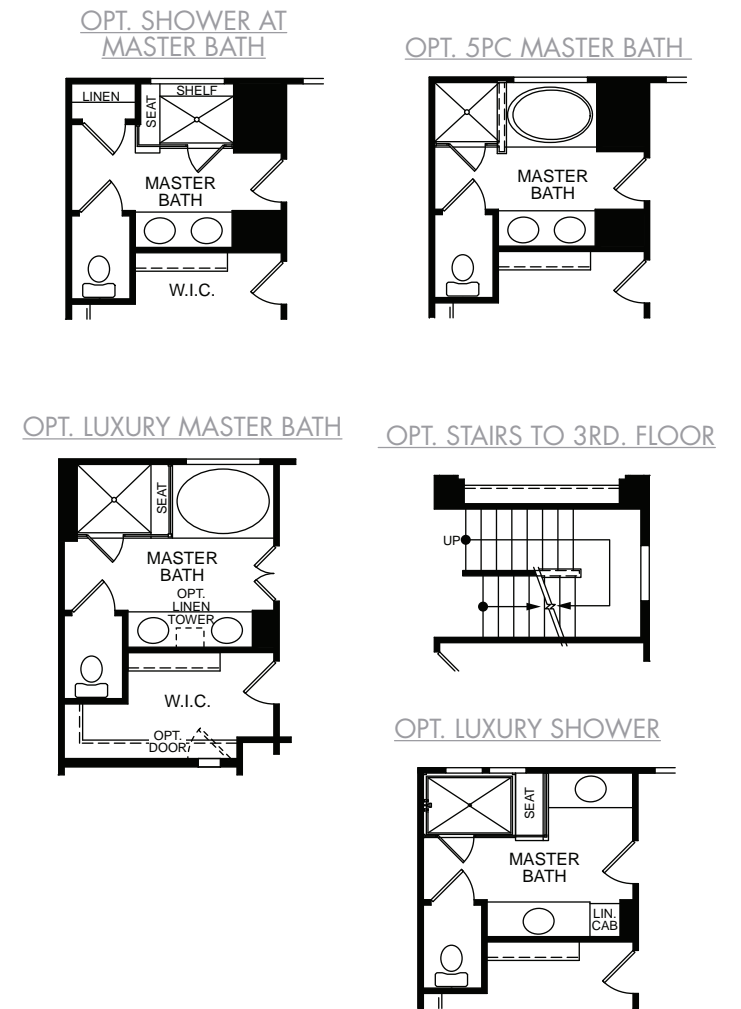 OPT. SHOWER AT
MASTER BATH
LINEN
SEAT
SHELF
MASTER
BATH
W.I.C.
OPT. 5PC MASTER BATH
MASTER
BATH
OPT. LUXURY MASTER BATH
SEAT
MASTER
BATH
OPT.
LINEN
TOWER
W.I.C.
OPT.
DOOR
OPT. STAIRS TO 3RD. FLOOR
UP
OPT. LUXURY SHOWER
SEAT
MASTER
BATH
LIN.
CAB